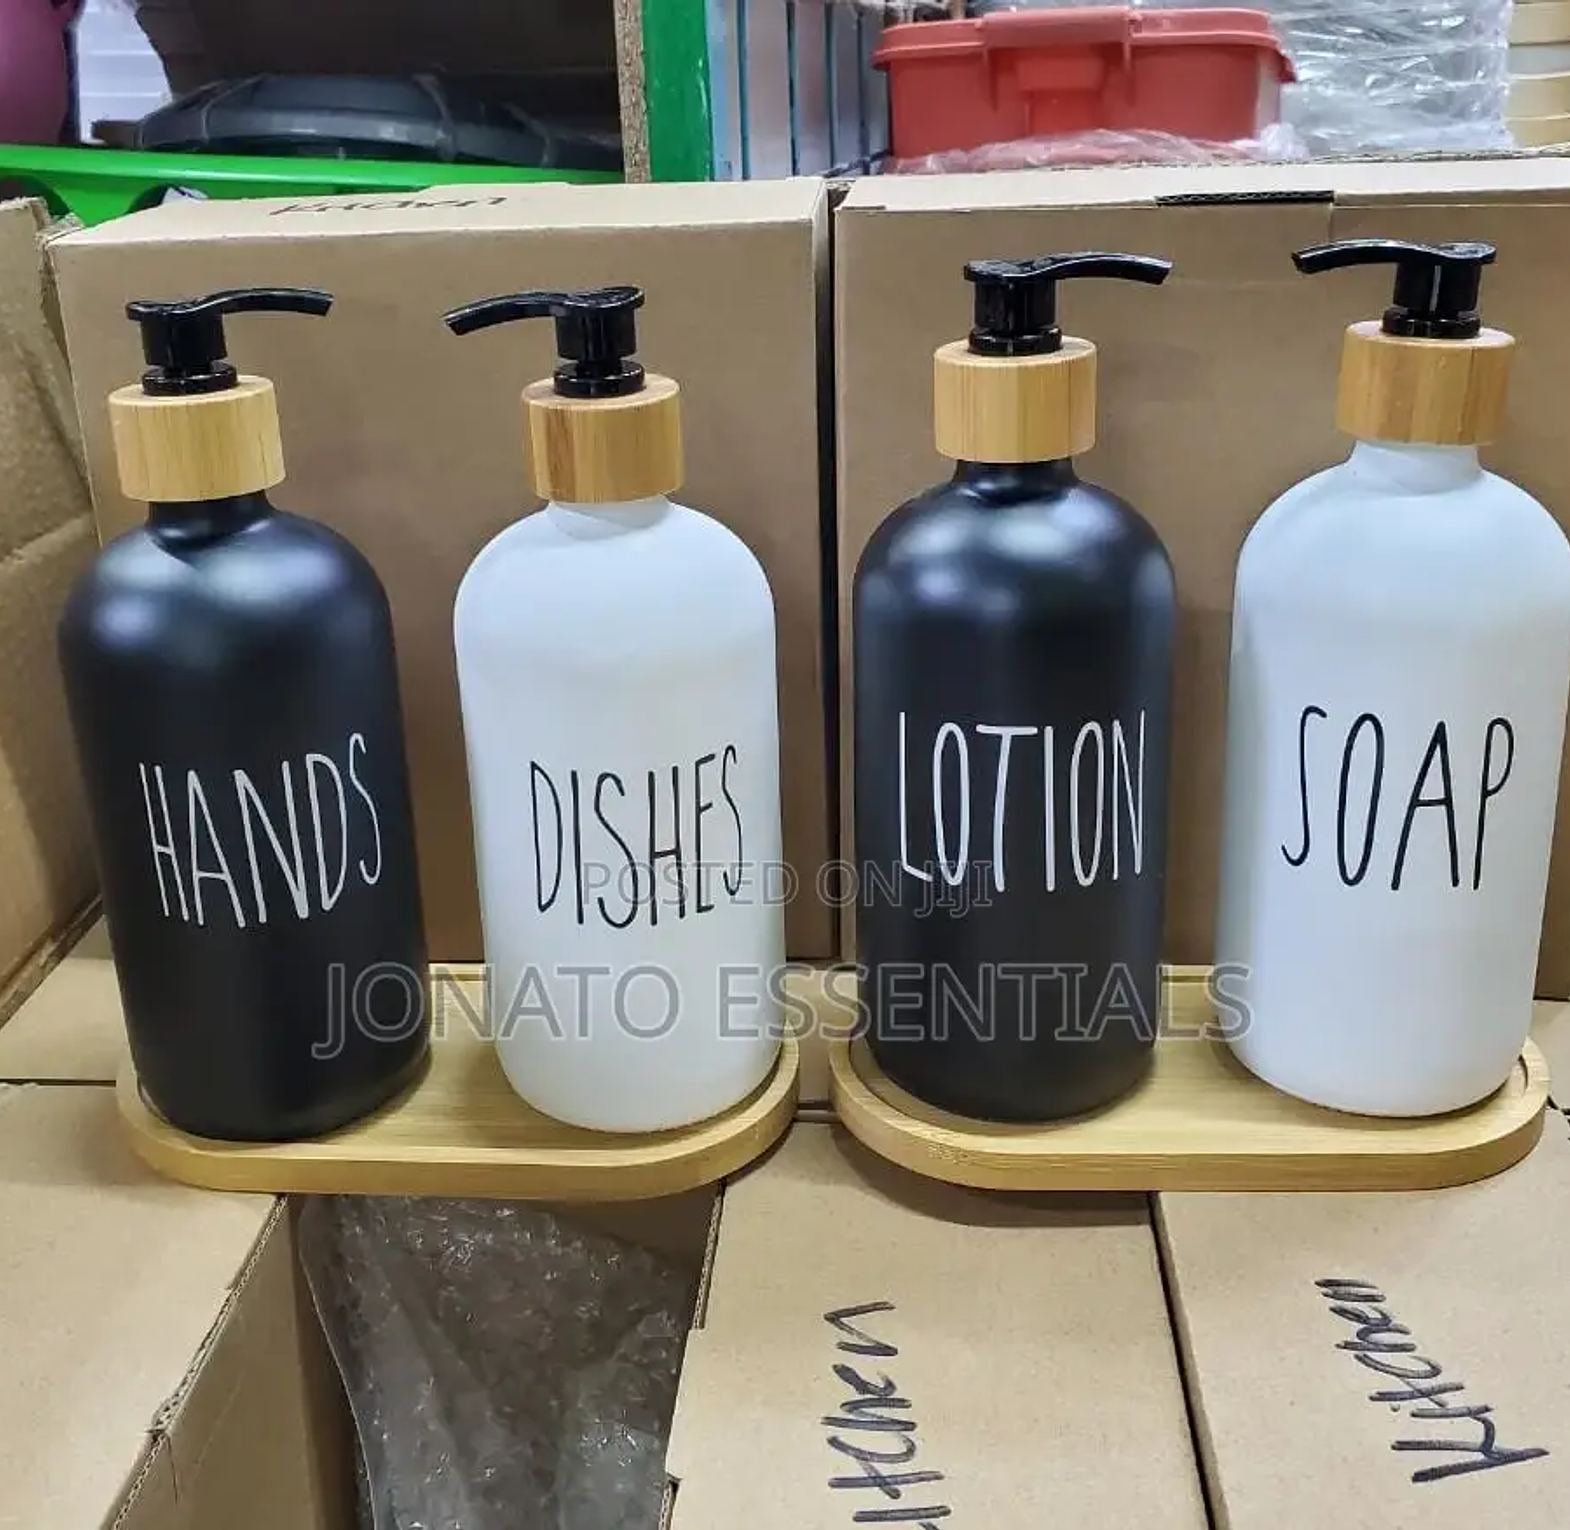 Kitchen
HANDS
DISHES
LOTION
SOAP
POSTED ON JIJI
JONATO ESSENTIALS
Kitchen
Kitchen